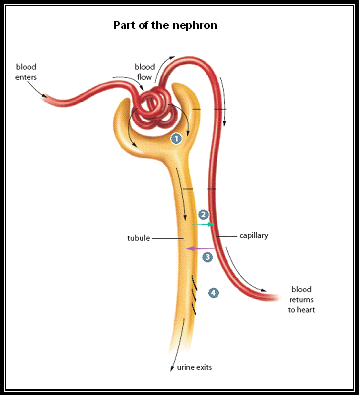 Part of the nephron
blood
enters
blood
flow
1
2
tubule
capillary
3
4
blood
returns
to heart
urine exits